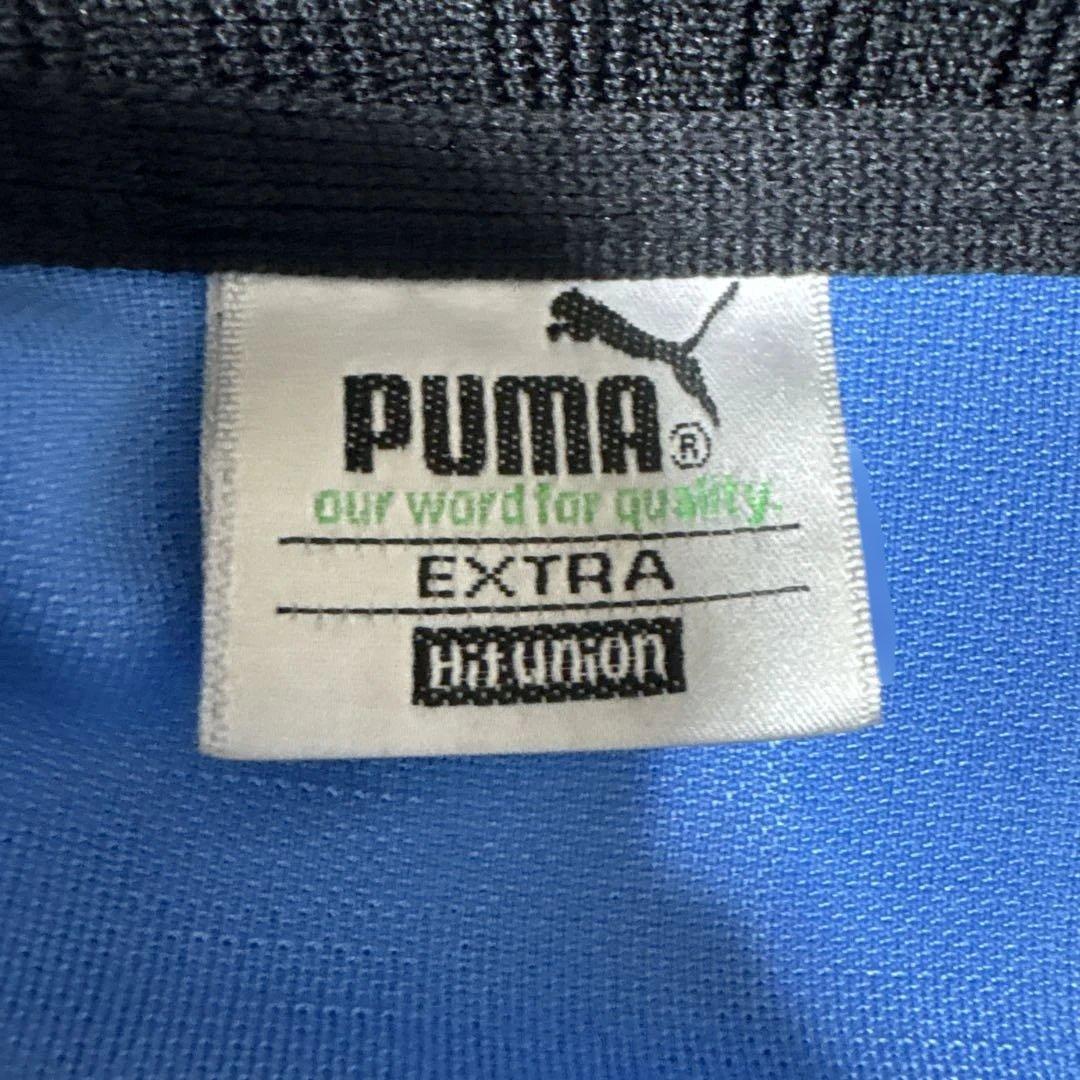 PUMA®
our word for quality.
EXTRA
Hit union